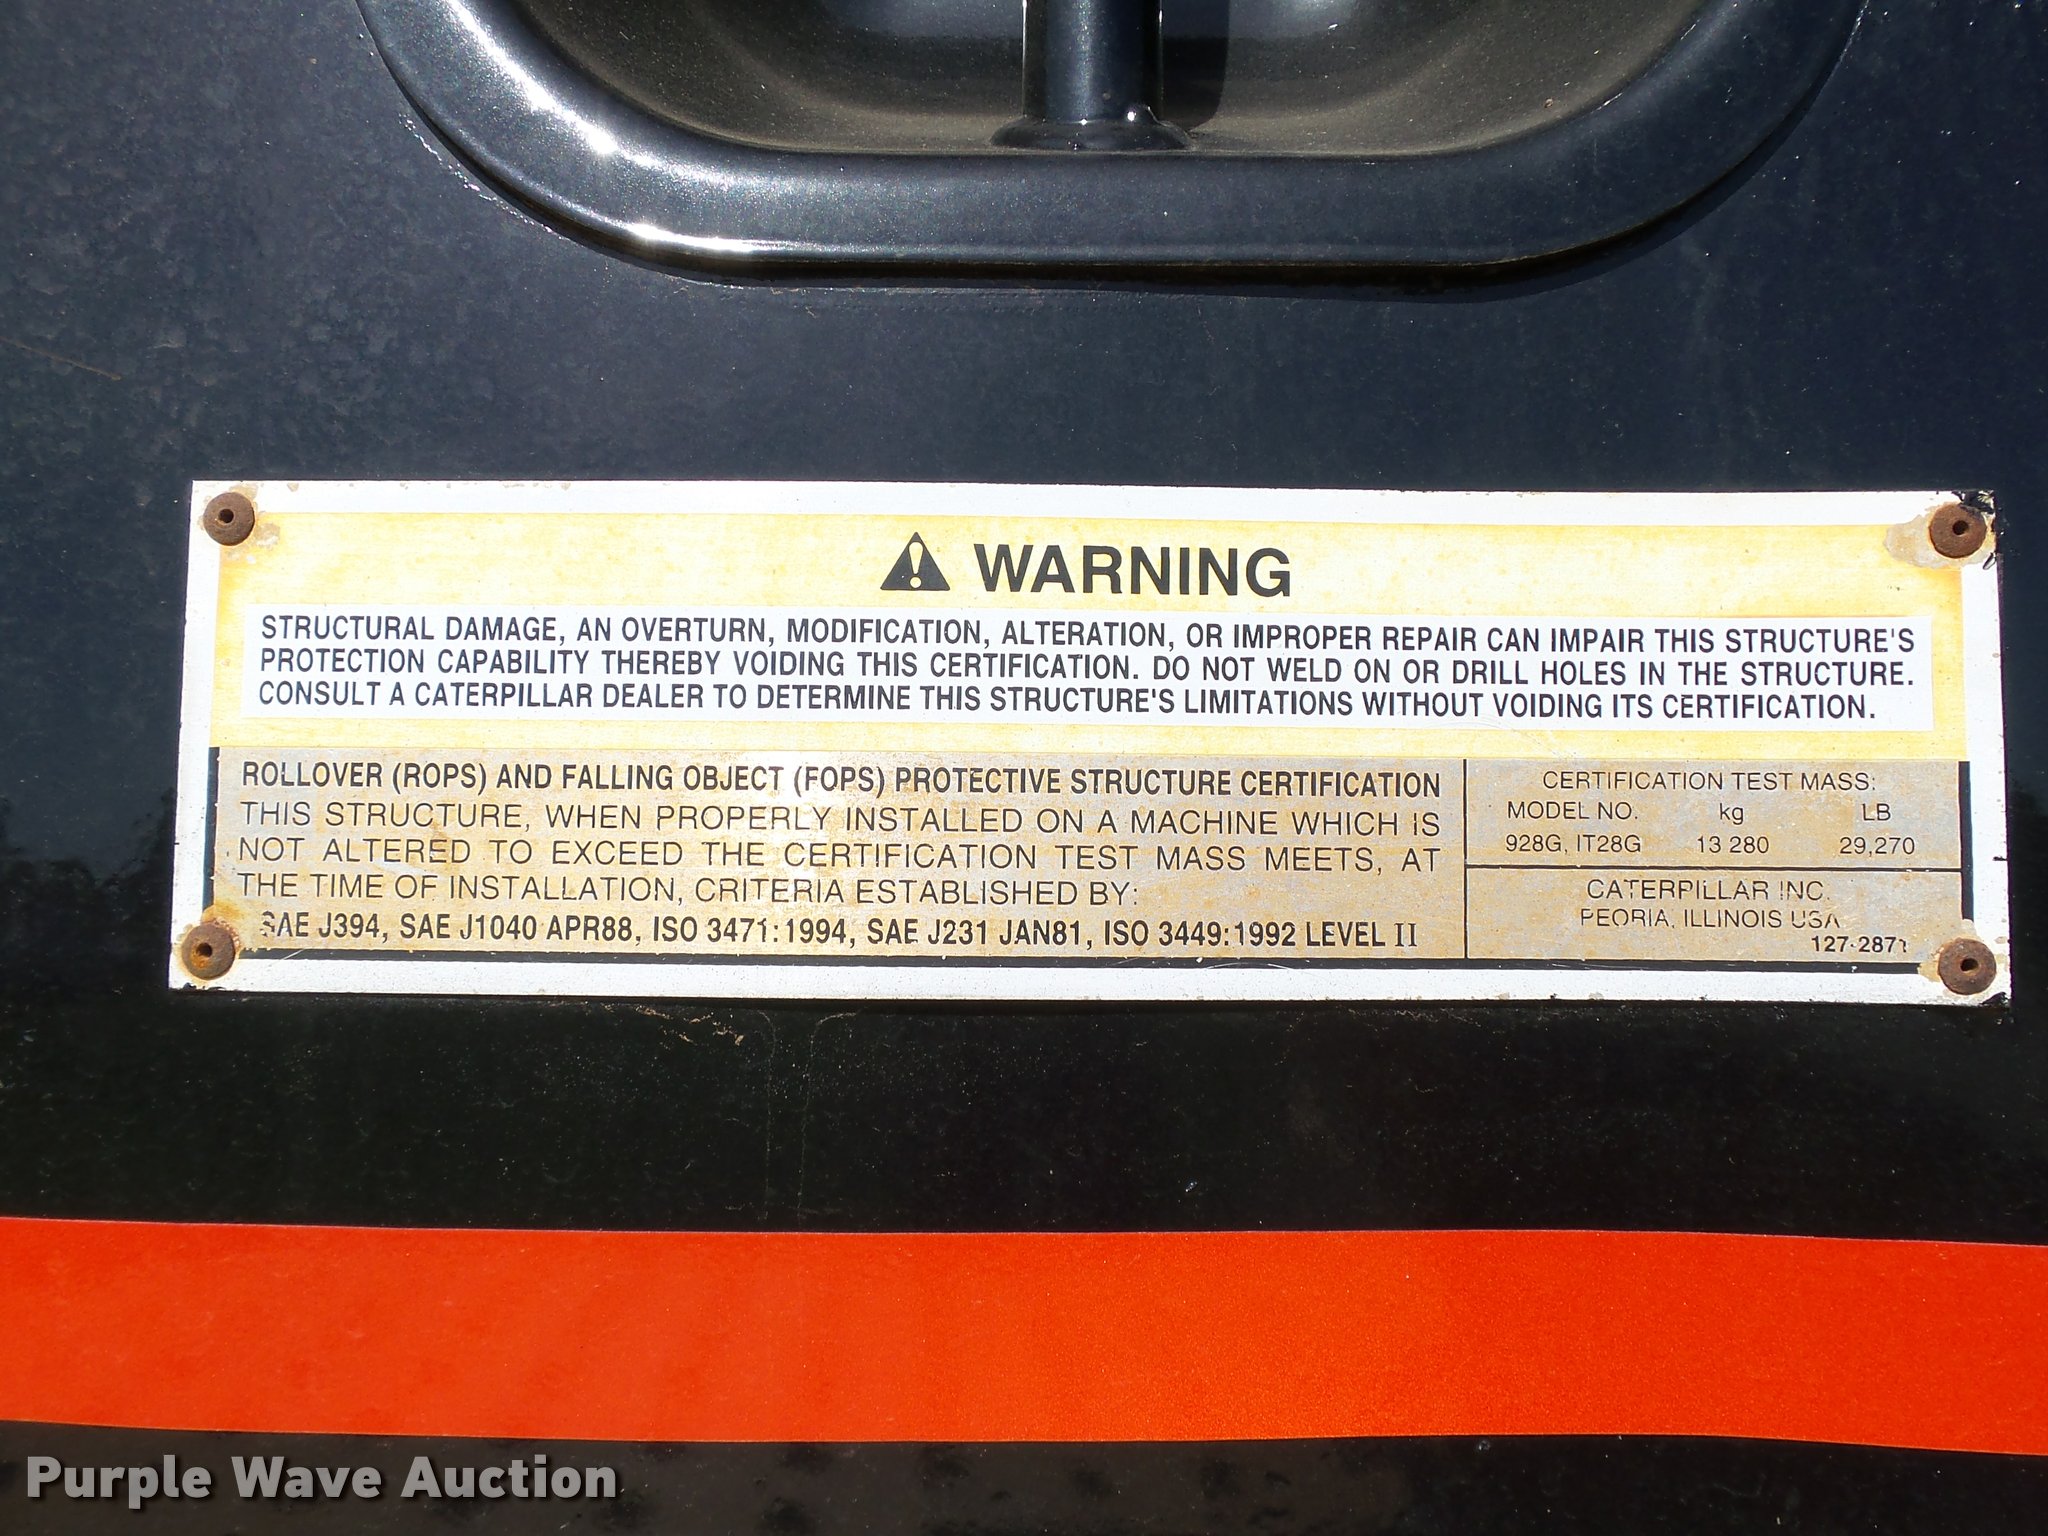 WARNING
STRUCTURAL DAMAGE, AN OVERTURN, MODIFICATION, ALTERATION, OR IMPROPER REPAIR CAN IMPAIR THIS STRUCTURE'S
PROTECTION CAPABILITY THEREBY VOIDING THIS CERTIFICATION. DO NOT WELD ON OR DRILL HOLES IN THE STRUCTURE.
CONSULT A CATERPILLAR DEALER TO DETERMINE THIS STRUCTURE'S LIMITATIONS WITHOUT VOIDING ITS CERTIFICATION.
ROLLOVER (ROPS) AND FALLING OBJECT (FOPS) PROTECTIVE STRUCTURE CERTIFICATION
THIS STRUCTURE, WHEN PROPERLY INSTALLED ON A MACHINE WHICH IS
NOT ALTERED TO EXCEED THE CERTIFICATION TEST MASS MEETS, AT
THE TIME OF INSTALLATION, CRITERIA ESTABLISHED BY:
SAE J394, SAE J1040 APR88, ISO 3471:1994, SAE J231 JAN81, ISO 3449:1992 LEVEL II
CERTIFICATION TEST MASS:
MODEL NO. kg LB
928G, IT28G 13 280 29,270
CATERPILLAR INC.
PEORIA, ILLINOIS USA
127-2871
Purple Wave Auction